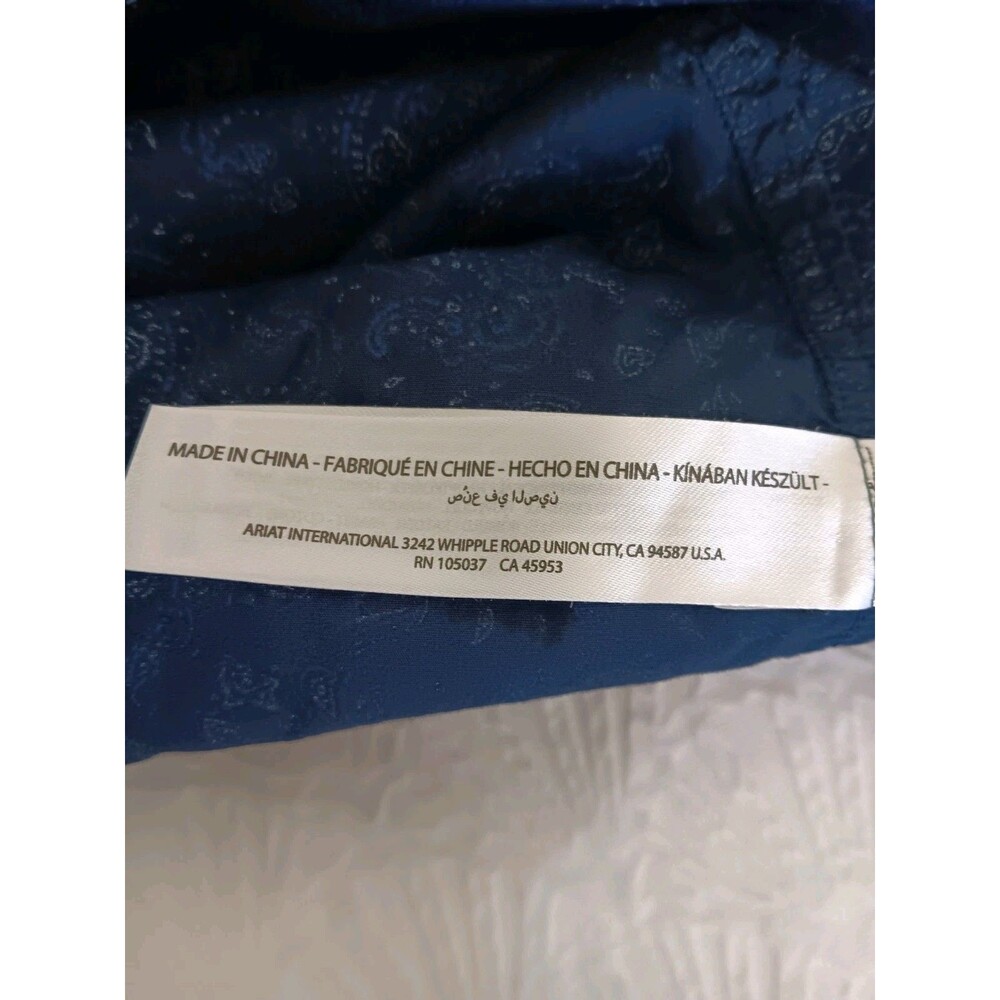 MADE IN CHINA - FABRIQUÉ EN CHINE - HECHO EN CHINA - KÍNÁBAN KÉSZÜLT -
صُنع في الصين
ARIAT INTERNATIONAL 3242 WHIPPLE ROAD UNION CITY, CA 94587 U.S.A.
RN 105037 CA 45953